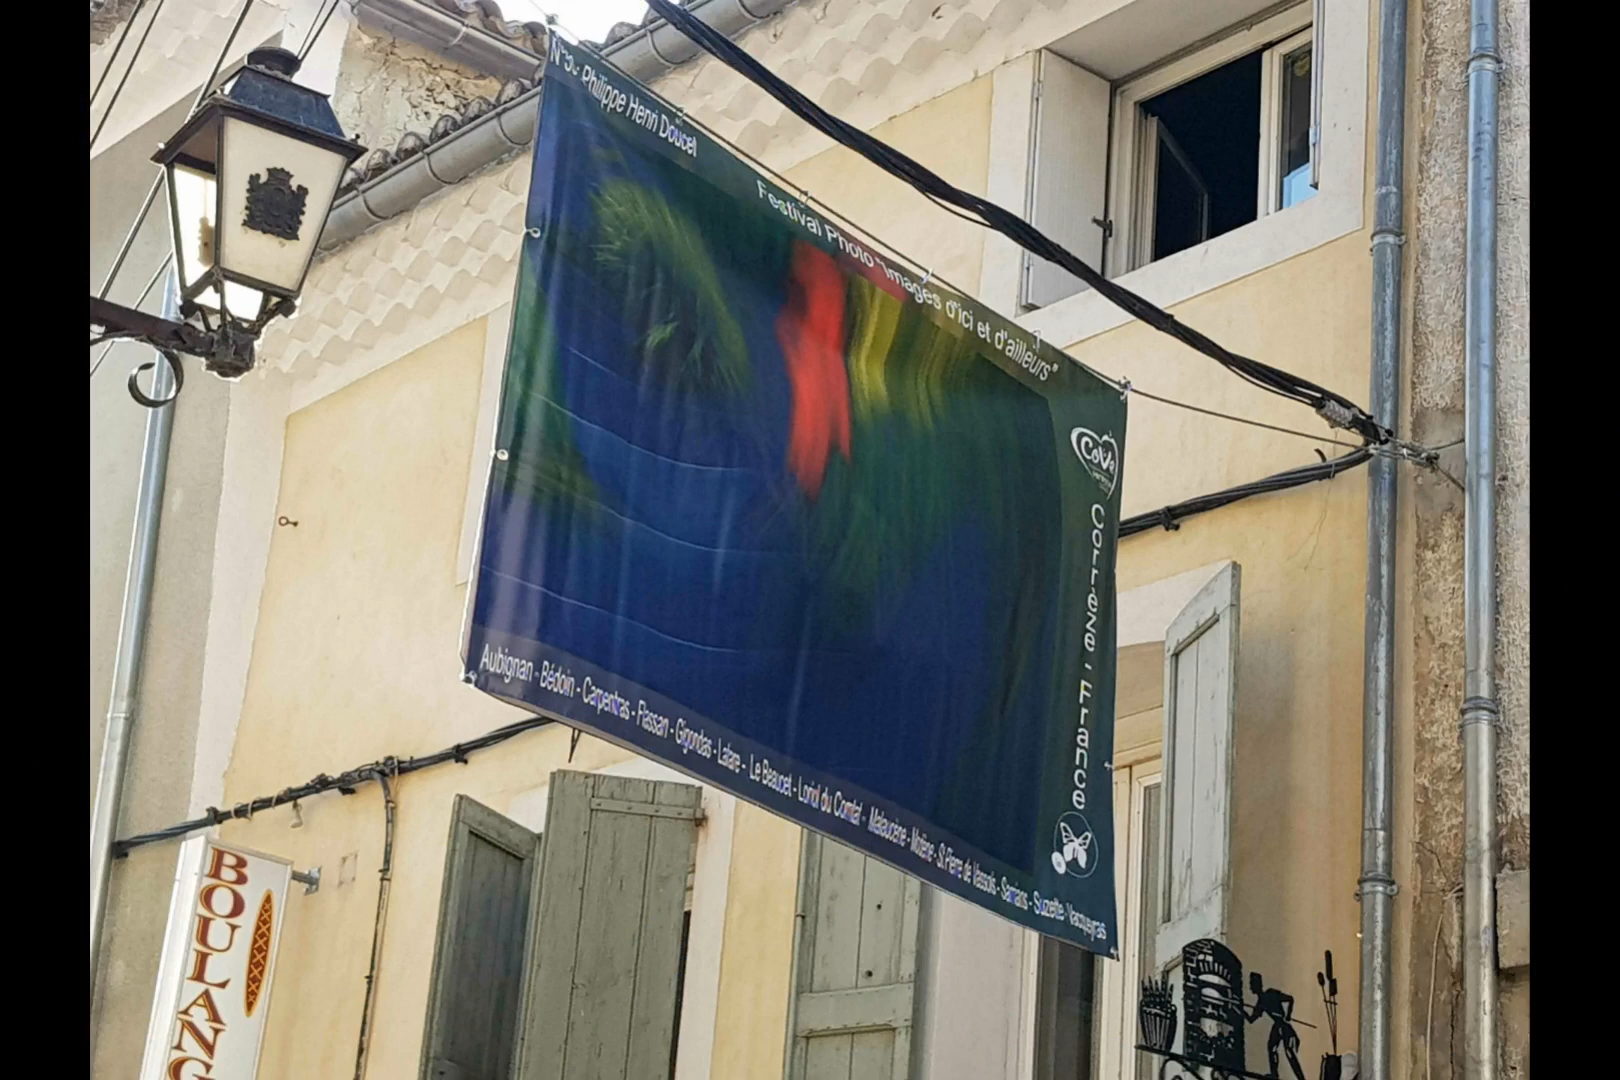 Philippe Henri Doucet
Festival Photo "Images d'ici et d'ailleurs"
CoVe
Corrèze - France
Aubignan - Bédoin - Carpentras - Flassan - Gigondas - Lafare - Le Beaucet - Loriol du Comtat - Malaucène - Modène - St Pierre de Vassols - Sarrians - Suzette - Vacqueyras
BOULANG